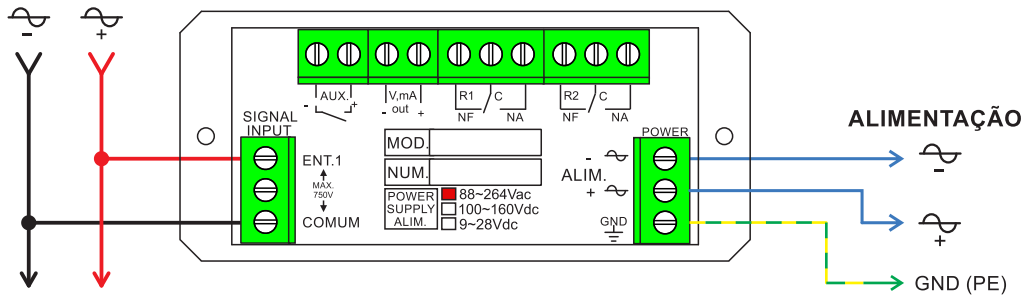 -
+
AUX.
-
+
V,mA
- out +
R1
C
NF
NA
R2
C
NF
NA
SIGNAL
INPUT
ENT.1
MAX.
750V
COMUM
MOD.
NUM.
POWER
SUPPLY
ALIM.
88~264Vac
100~160Vdc
9~28Vdc
POWER
-
ALIM.
+
GND
ALIMENTAÇÃO
-
+
GND (PE)